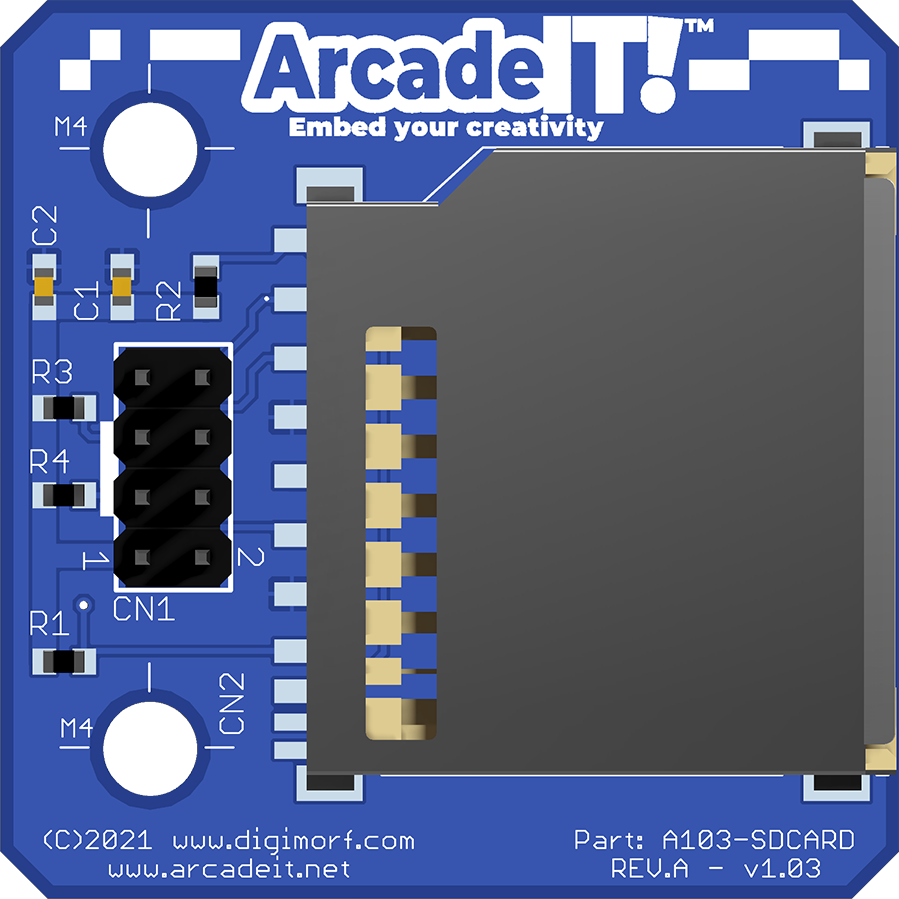 ArcadeIT!™
Embed your creativity
M4
C2
C1
R2
R3
R4
1
2
CN1
R1
CN2
M4
(C)2021 www.digimorf.com
www.arcadeit.net
Part: A103-SDCARD
REV.A - v1.03